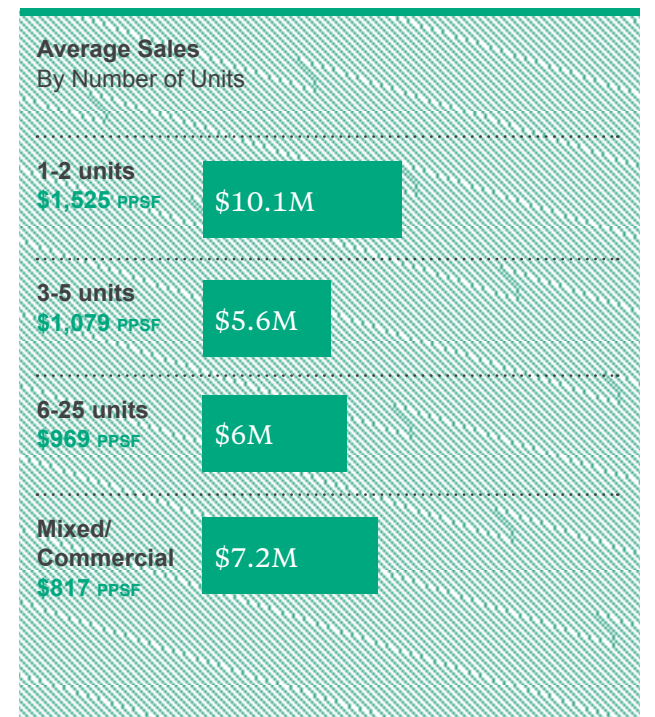 Average Sales
By Number of Units
1-2 units
$1,525 PPSF
$10.1M
3-5 units
$1,079 PPSF
$5.6M
6-25 units
$969 PPSF
$6M
Mixed/
Commercial
$817 PPSF
$7.2M